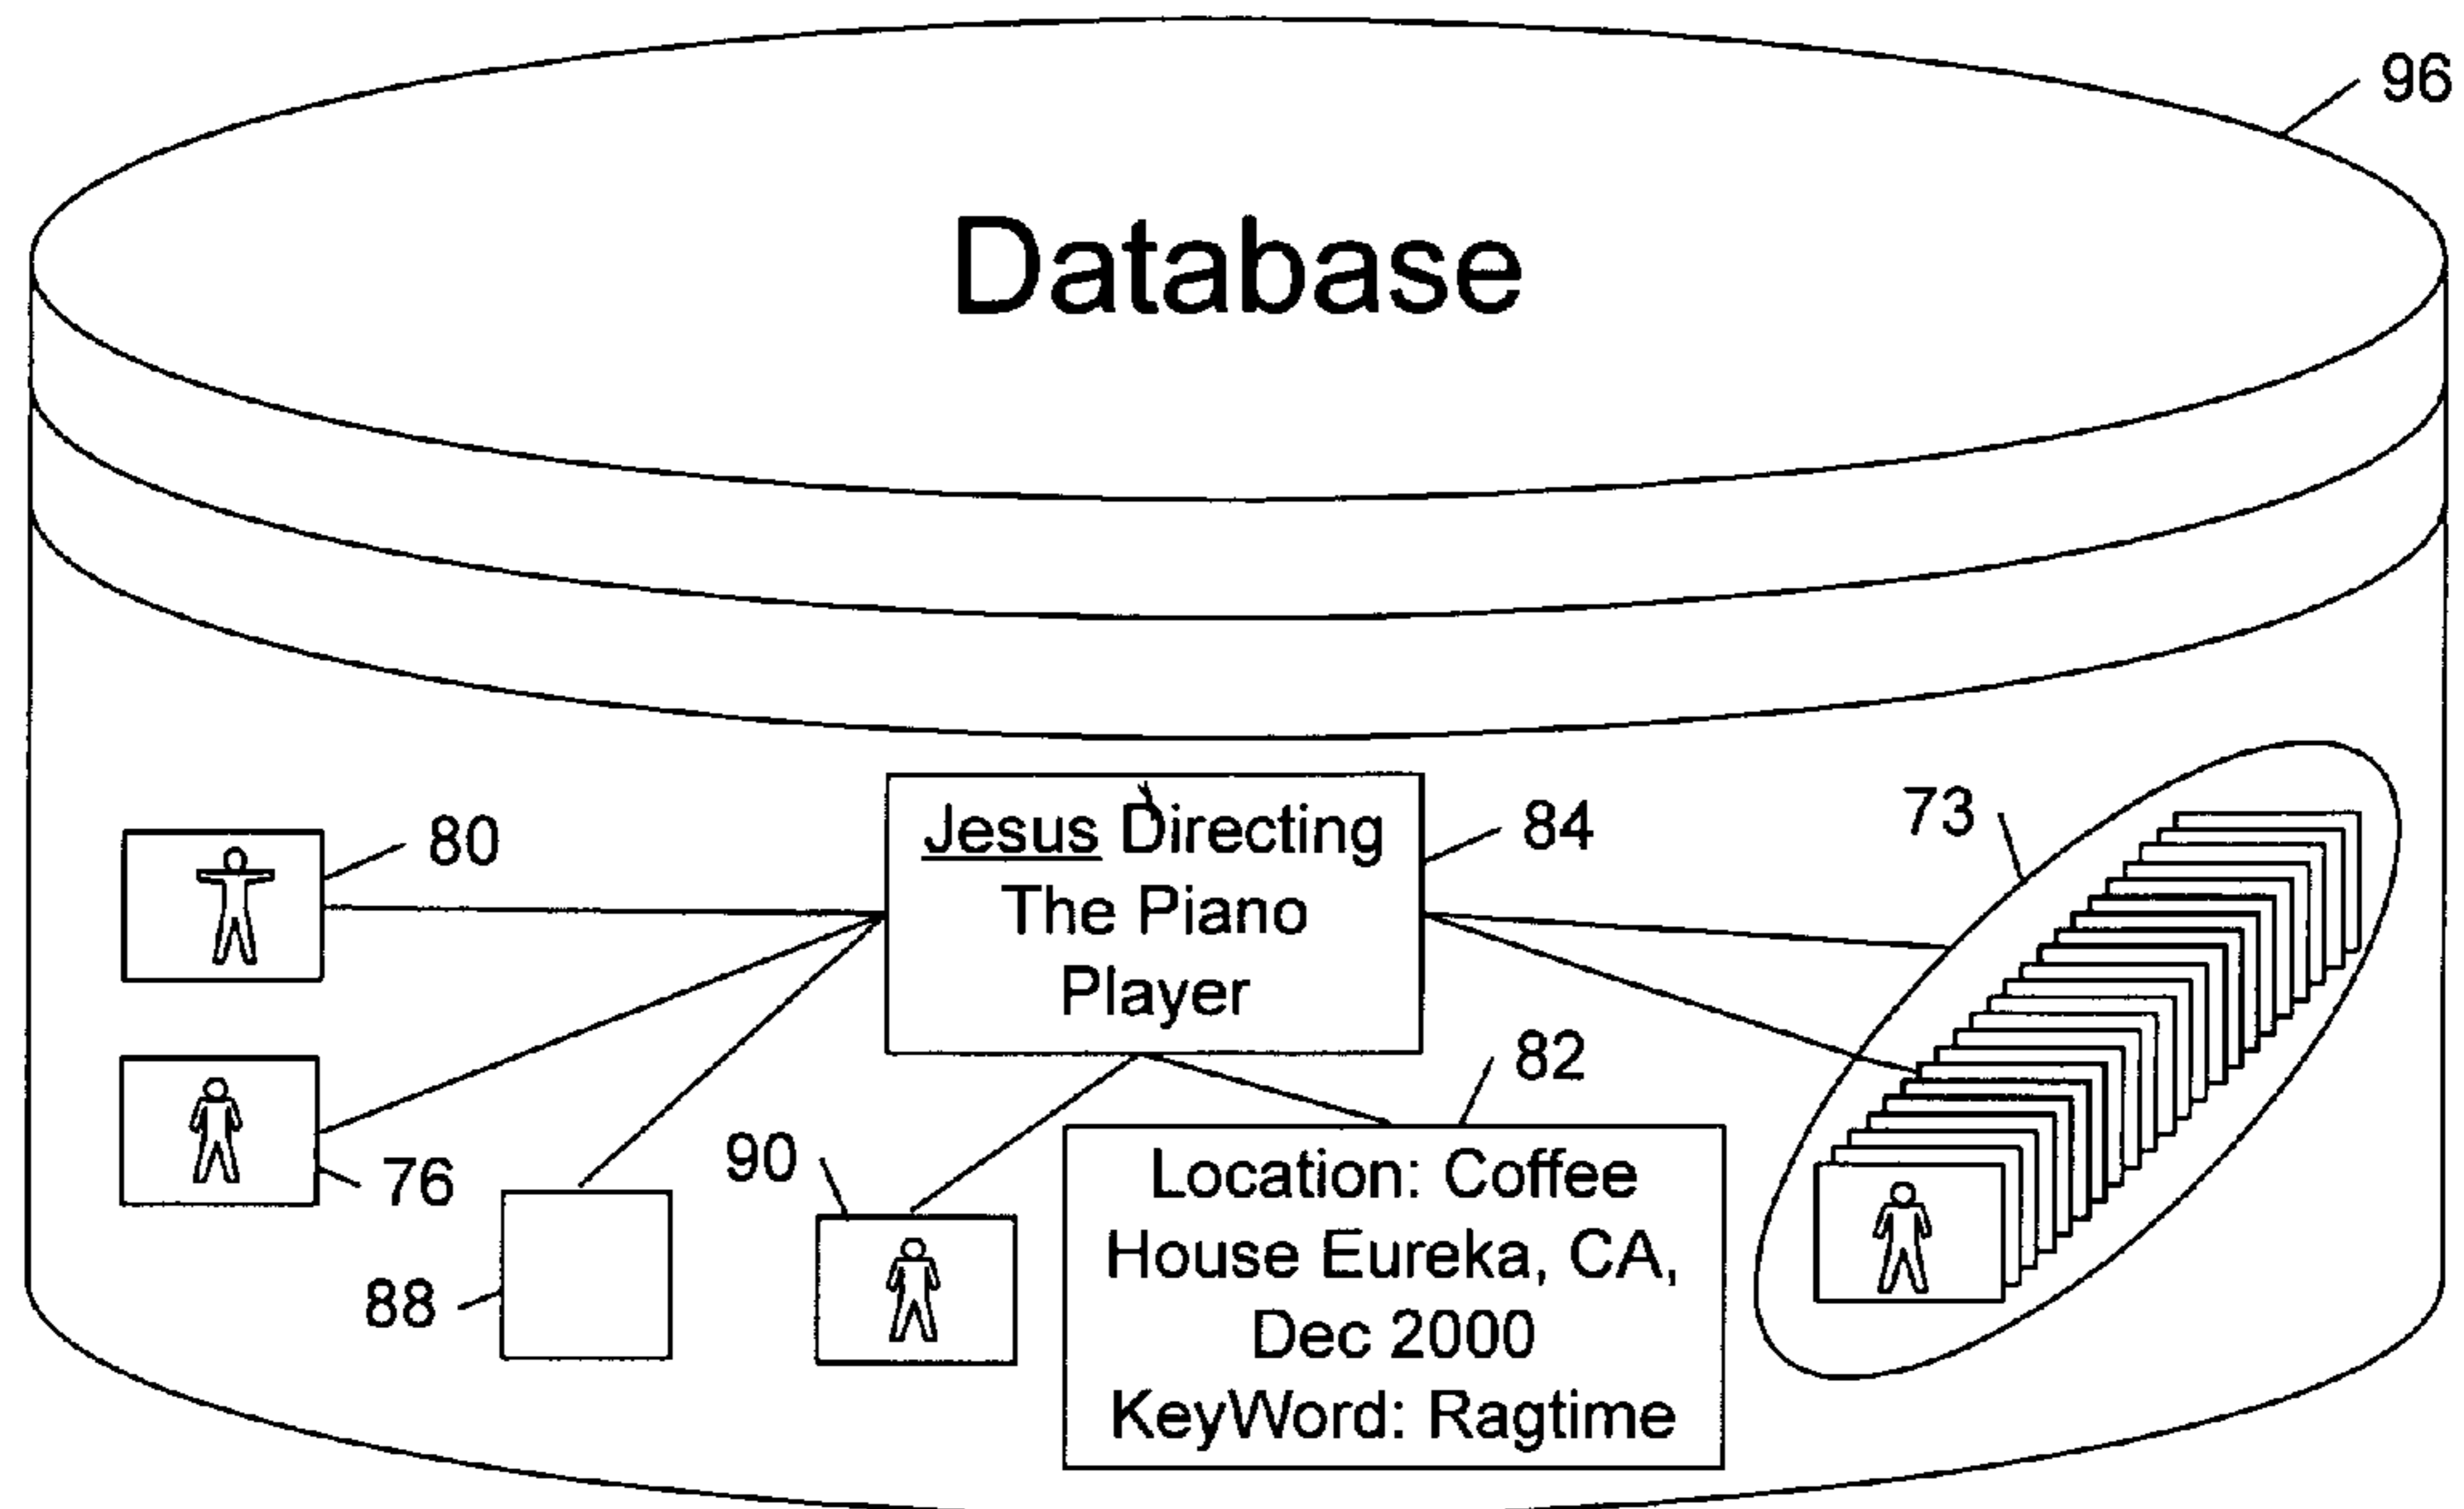 96
Database
80
Jesus Directing
The Piano
Player
84
73
82
76
90
88
Location: Coffee
House Eureka, CA,
Dec 2000
KeyWord: Ragtime